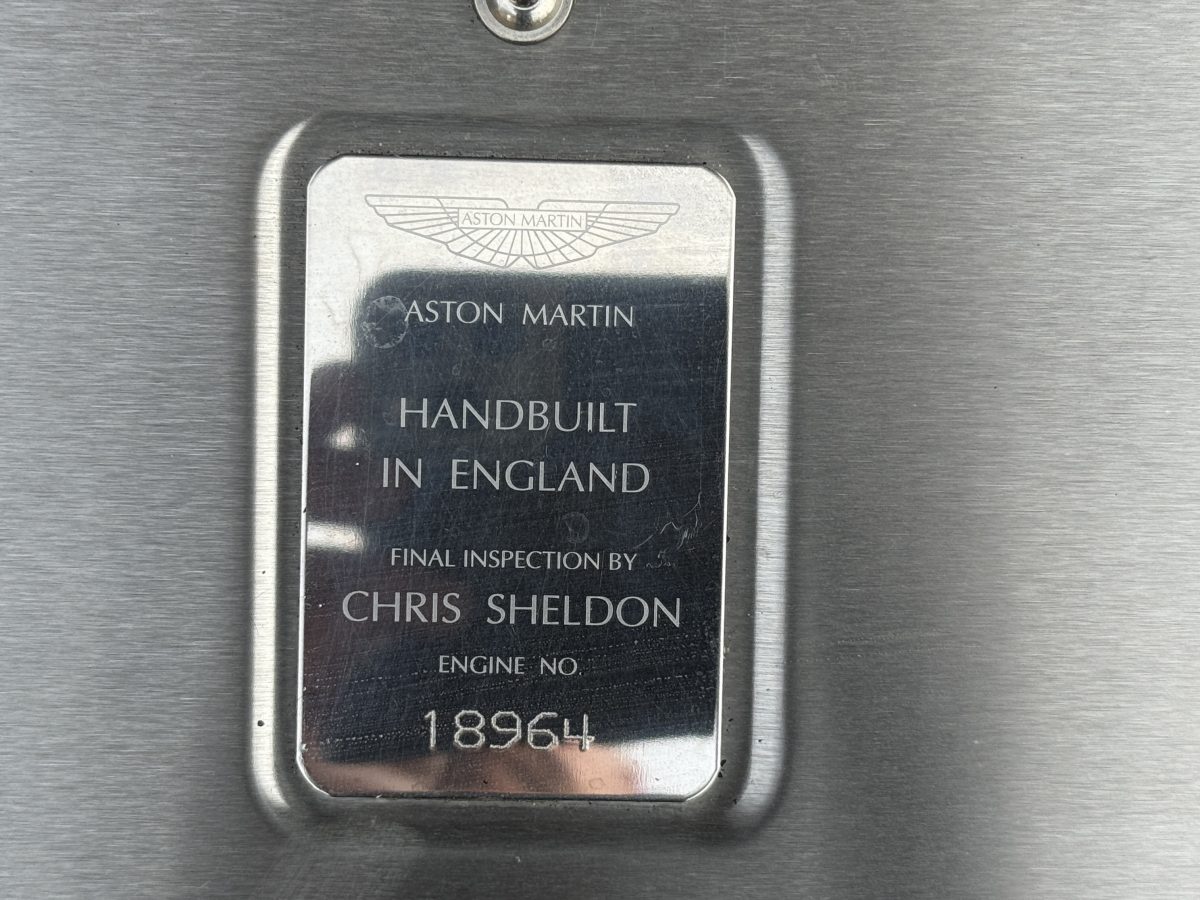 ASTON MARTIN
ASTON MARTIN
HANDBUILT
IN ENGLAND
FINAL INSPECTION BY
CHRIS SHELDON
ENGINE NO.
18964